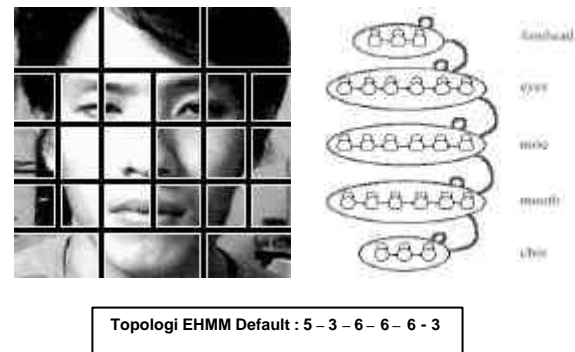 forehead
eyes
nose
mouth
chin
Topologi EHMM Default : 5 – 3 – 6 – 6 – 6 - 3